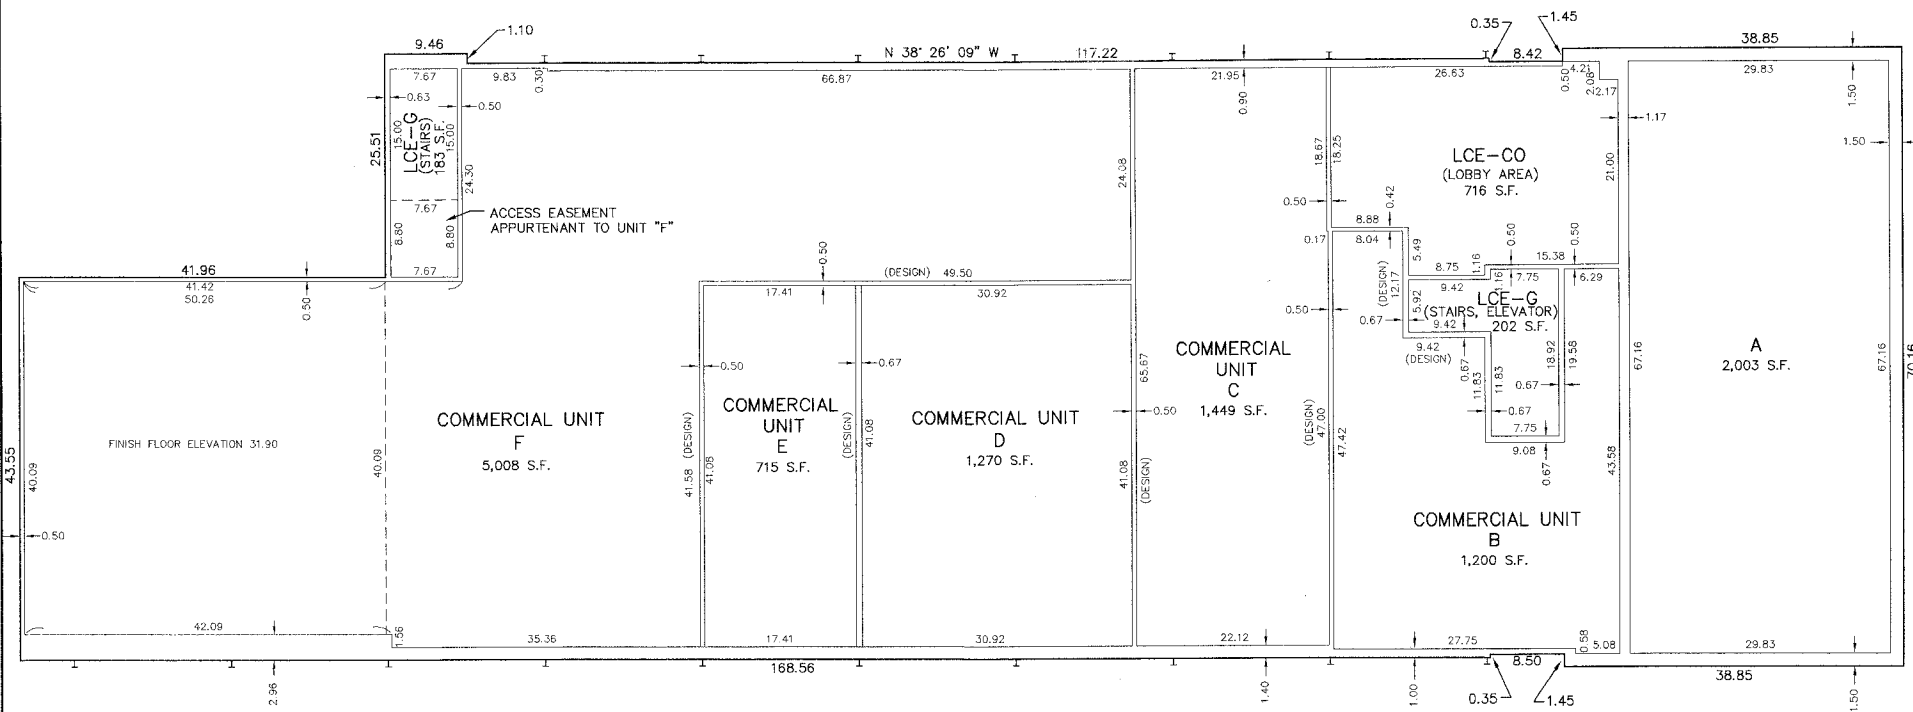 9.46
1.10
N 38° 26' 09" W
117.22
0.35
1.45
8.42
38.85
7.67
9.83
0.30
66.87
21.95
26.63
0.50
4.21
2.08
2.17
29.83
0.63
0.50
0.90
1.50
1.17
1.50
25.51
15.00
LCE-G
(STAIRS)
183 S.F.
15.00
24.30
24.08
18.67
18.25
LCE-CO
(LOBBY AREA)
716 S.F.
21.00
7.67
ACCESS EASEMENT
APPURTENANT TO UNIT "F"
8.80
8.80
7.67
0.50
8.88
0.42
0.17
8.04
5.49
0.50
0.50
15.38
41.96
41.42
50.26
0.50
0.50
(DESIGN) 49.50
17.41
30.92
(DESIGN)
12.17
8.75
1.16
9.42
1.16
7.75
6.29
5.92
LCE-G
(STAIRS, ELEVATOR)
202 S.F.
0.50
0.67
9.42
9.42
(DESIGN)
0.67
11.83
11.83
18.92
19.58
0.67
0.67
7.75
9.08
0.67
0.50
0.67
65.67
67.16
A
2,003 S.F.
67.16
70.16
COMMERCIAL
UNIT
C
1,449 S.F.
COMMERCIAL UNIT
F
5,008 S.F.
COMMERCIAL
UNIT
E
715 S.F.
COMMERCIAL UNIT
D
1,270 S.F.
0.50
FINISH FLOOR ELEVATION 31.90
43.55
40.09
40.09
41.58 (DESIGN)
41.08
(DESIGN)
41.08
41.08
(DESIGN)
(DESIGN)
47.00
47.42
43.58
COMMERCIAL UNIT
B
1,200 S.F.
0.50
42.09
1.56
35.36
17.41
30.92
22.12
27.75
0.58
5.08
29.83
168.56
8.50
38.85
2.96
1.40
1.00
0.35
1.45
1.50